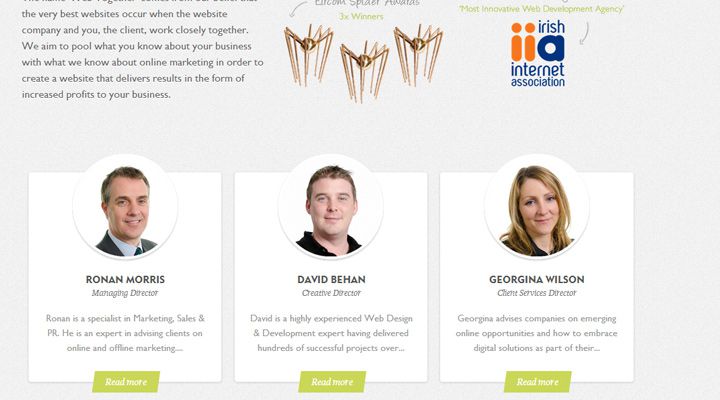 the very best websites occur when the website
company and you, the client, work closely together.
We aim to pool what you know about your business
with what we know about online marketing in order to
create a website that delivers results in the form of
increased profits to your business.
Eircom Spider Awards
3x Winners
'Most Innovative Web Development Agency'
irish
iia
internet
association
RONAN MORRIS
Managing Director
Ronan is a specialist in Marketing, Sales &
PR. He is an expert in advising clients on
online and offline marketing....
Read more
DAVID BEHAN
Creative Director
David is a highly experienced Web Design
& Development expert having delivered
hundreds of successful projects over...
Read more
GEORGINA WILSON
Client Services Director
Georgina advises companies on emerging
online opportunities and how to embrace
digital solutions as part of their...
Read more